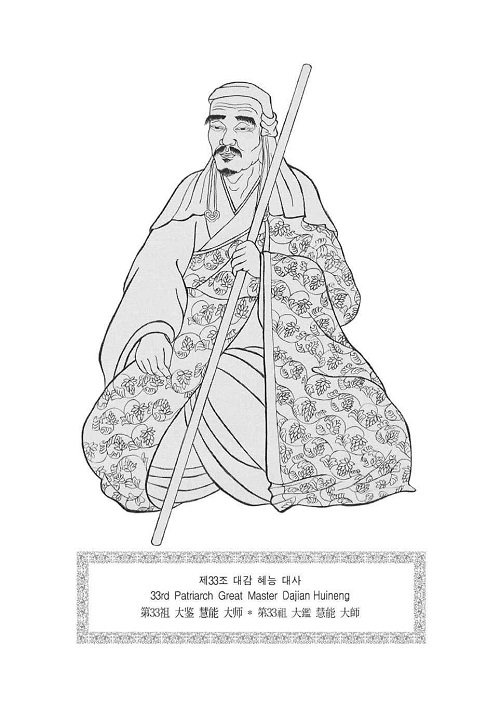 제33조 대감 혜능 대사
33rd Patriarch Great Master Dajian Huineng
第33祖 大鉴 慧能 大师 * 第33祖 大鑑 慧能 大師